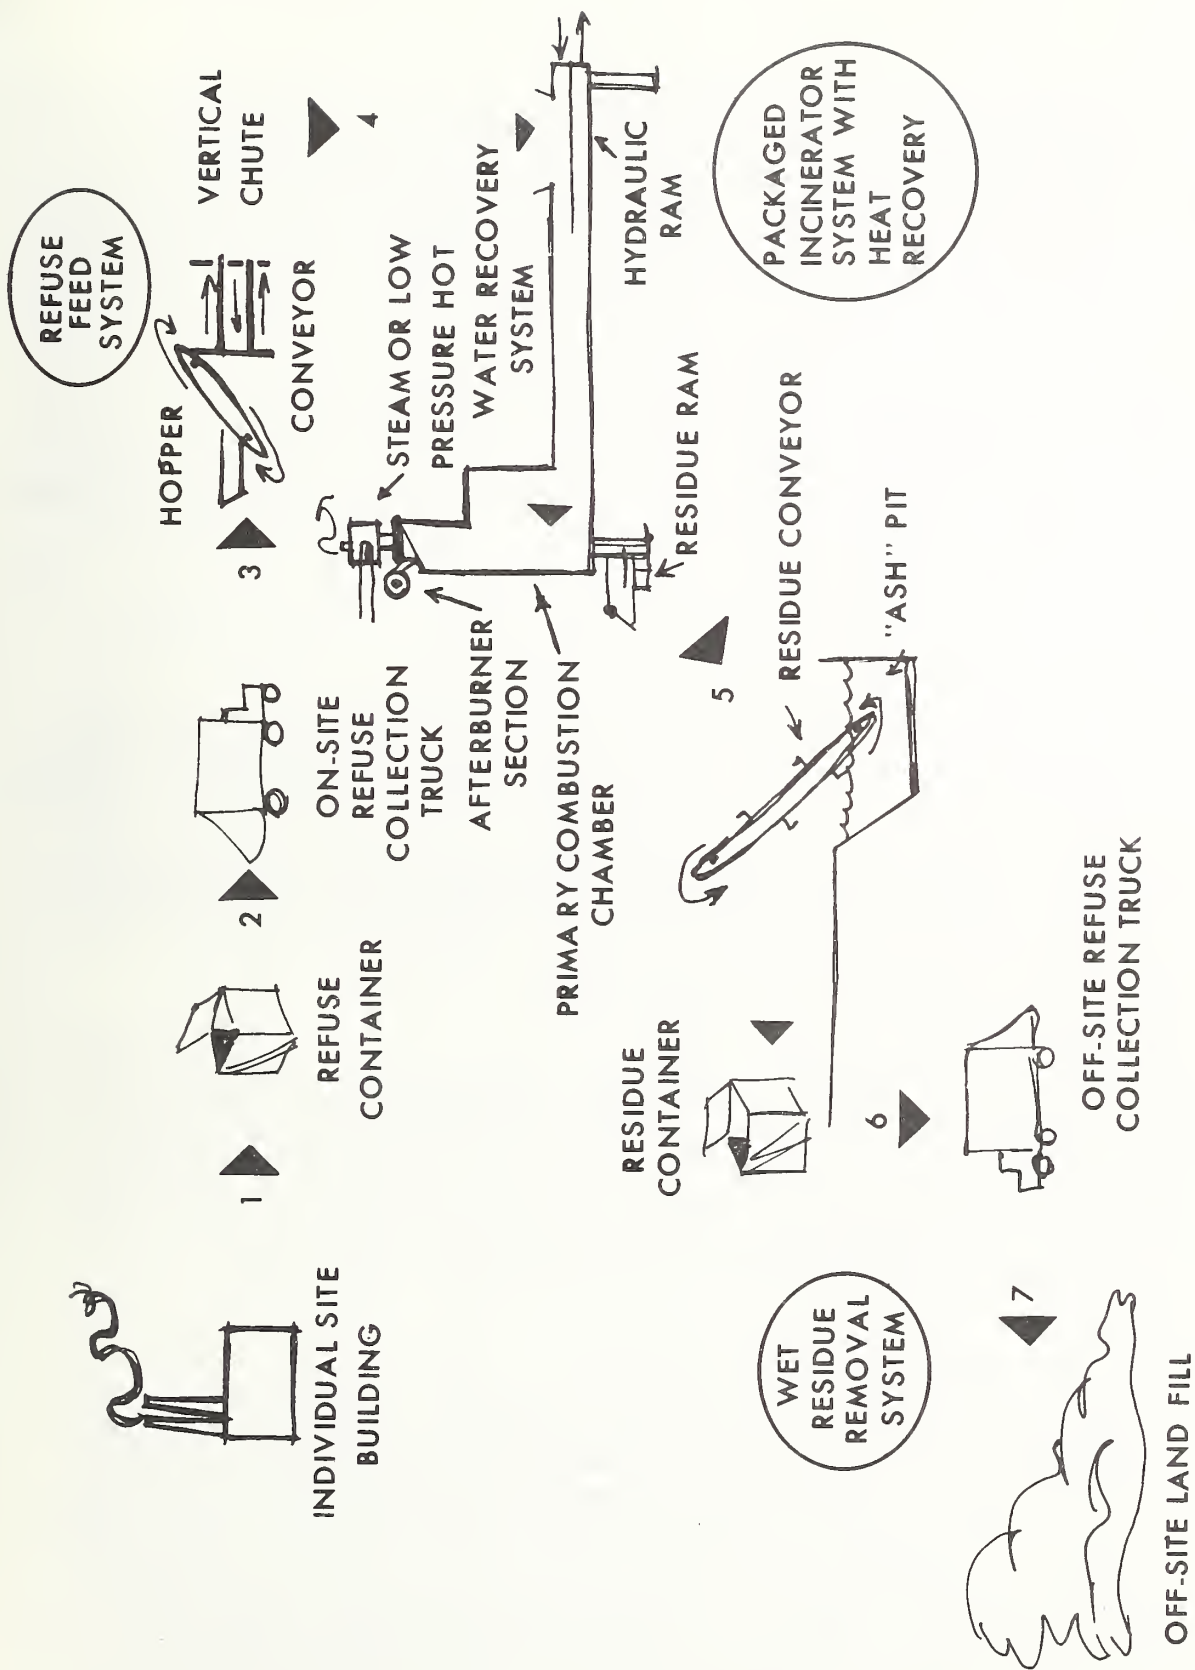 REFUSE
FEED
SYSTEM
INDIVIDUAL SITE
BUILDING
1
REFUSE
CONTAINER
2
ON-SITE
REFUSE
COLLECTION
TRUCK
3
HOPPER
CONVEYOR
VERTICAL
CHUTE
4
STEAM OR LOW
PRESSURE HOT
WATER RECOVERY
SYSTEM
AFTERBURNER
SECTION
PRIMARY COMBUSTION
CHAMBER
HYDRAULIC
RAM
RESIDUE RAM
PACKAGED
INCINERATOR
SYSTEM WITH
HEAT
RECOVERY
5
RESIDUE CONVEYOR
"ASH" PIT
RESIDUE
CONTAINER
6
OFF-SITE REFUSE
COLLECTION TRUCK
WET
RESIDUE
REMOVAL
SYSTEM
7
OFF-SITE LAND FILL